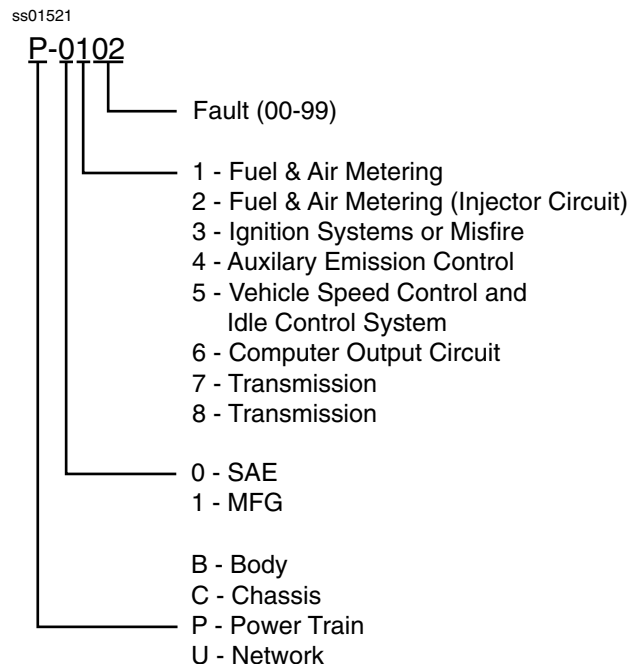 ss01521
P-0102
Fault (00-99)
1 - Fuel & Air Metering
2 - Fuel & Air Metering (Injector Circuit)
3 - Ignition Systems or Misfire
4 - Auxilary Emission Control
5 - Vehicle Speed Control and
Idle Control System
6 - Computer Output Circuit
7 - Transmission
8 - Transmission
0 - SAE
1 - MFG
B - Body
C - Chassis
P - Power Train
U - Network